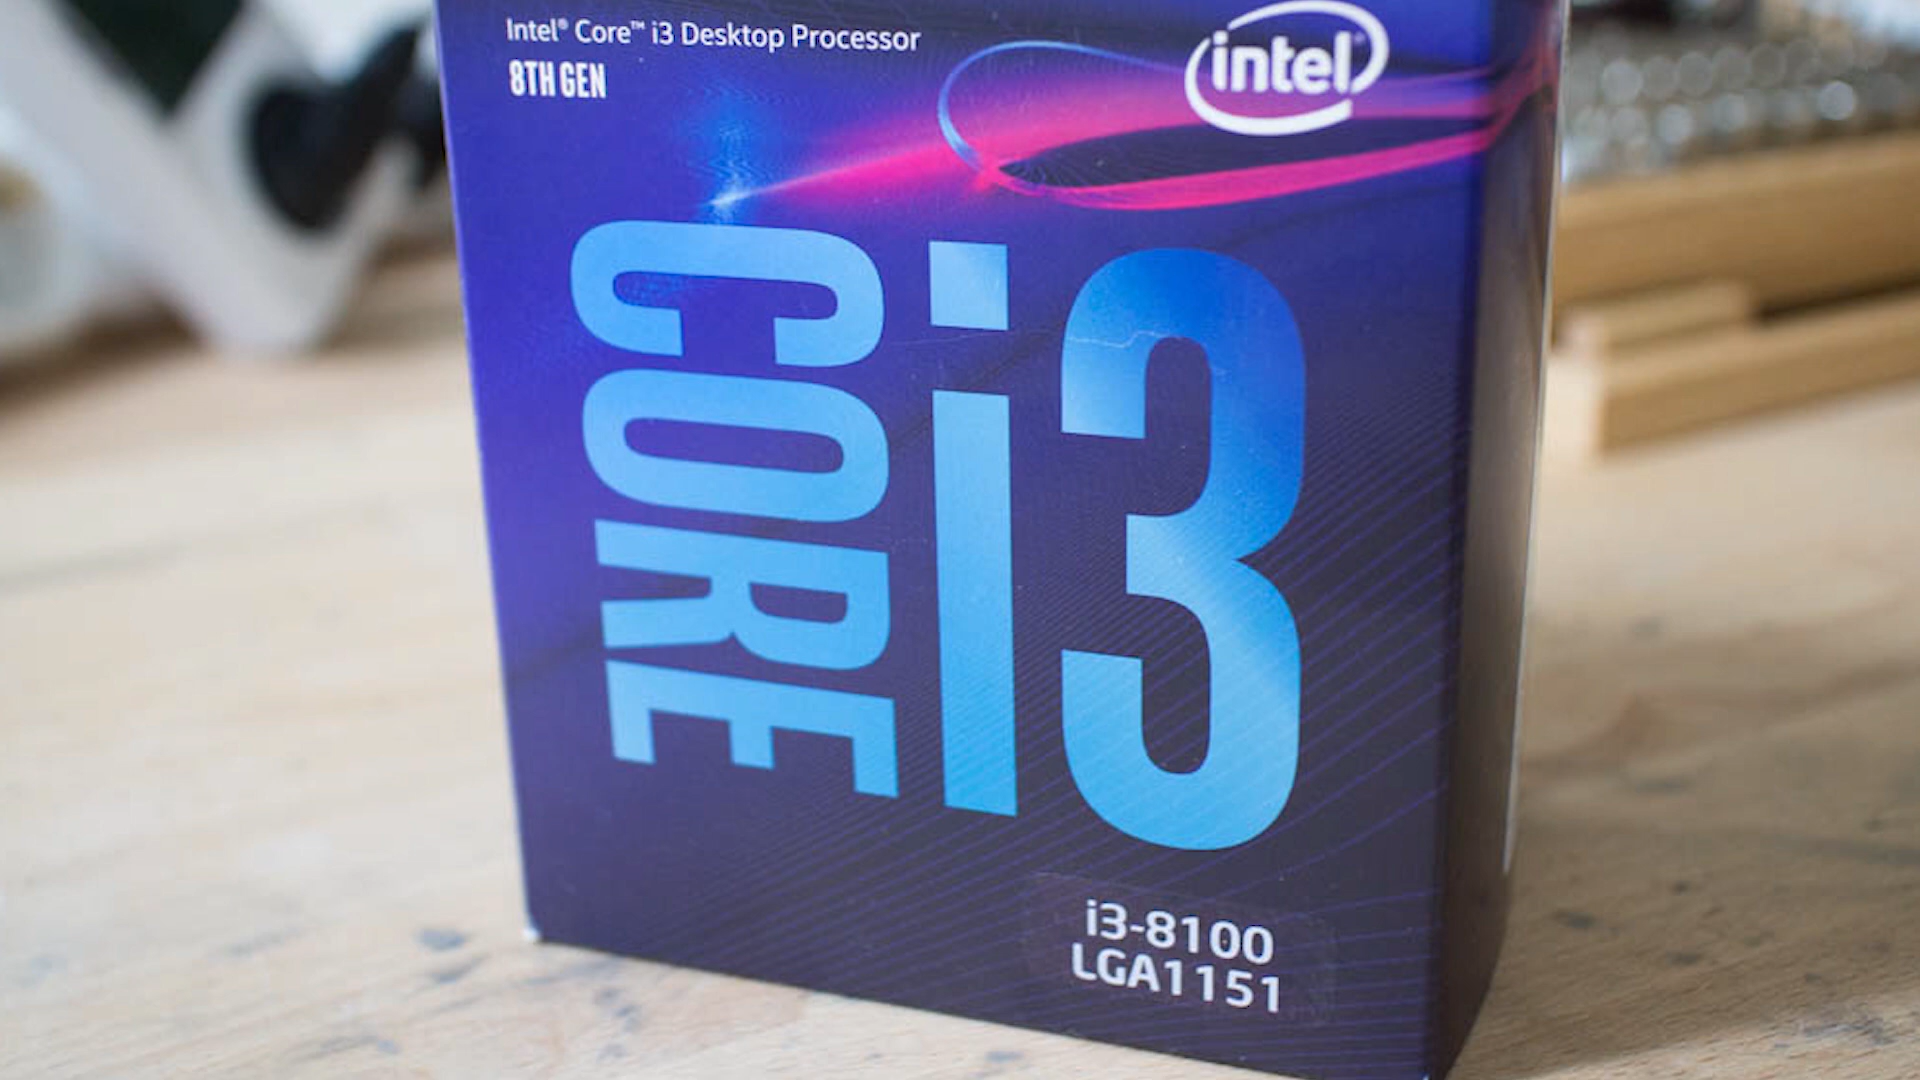 Intel® Core™ i3 Desktop Processor
8TH GEN
intel®
CORE i3
i3-8100
LGA1151